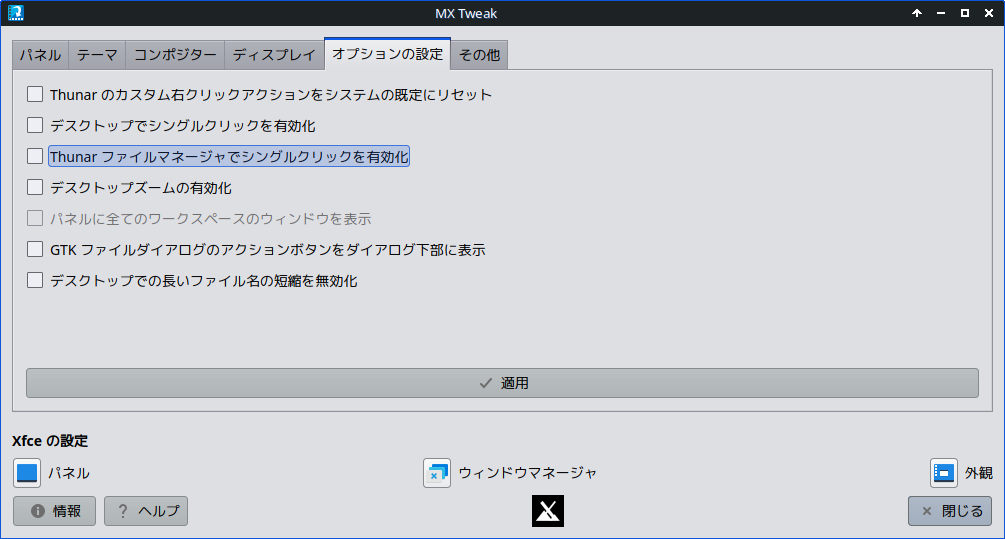 MX Tweak
パネル テーマ コンポジター ディスプレイ オプションの設定 その他
Thunar のカスタム右クリックアクションをシステムの既定にリセット
デスクトップでシングルクリックを有効化
Thunar ファイルマネージャでシングルクリックを有効化
デスクトップズームの有効化
パネルに全てのワークスペースのウィンドウを表示
GTK ファイルダイアログのアクションボタンをダイアログ下部に表示
デスクトップでの長いファイル名の短縮を無効化
適用
Xfce の設定
パネル ウィンドウマネージャ 外観
情報 ヘルプ 閉じる